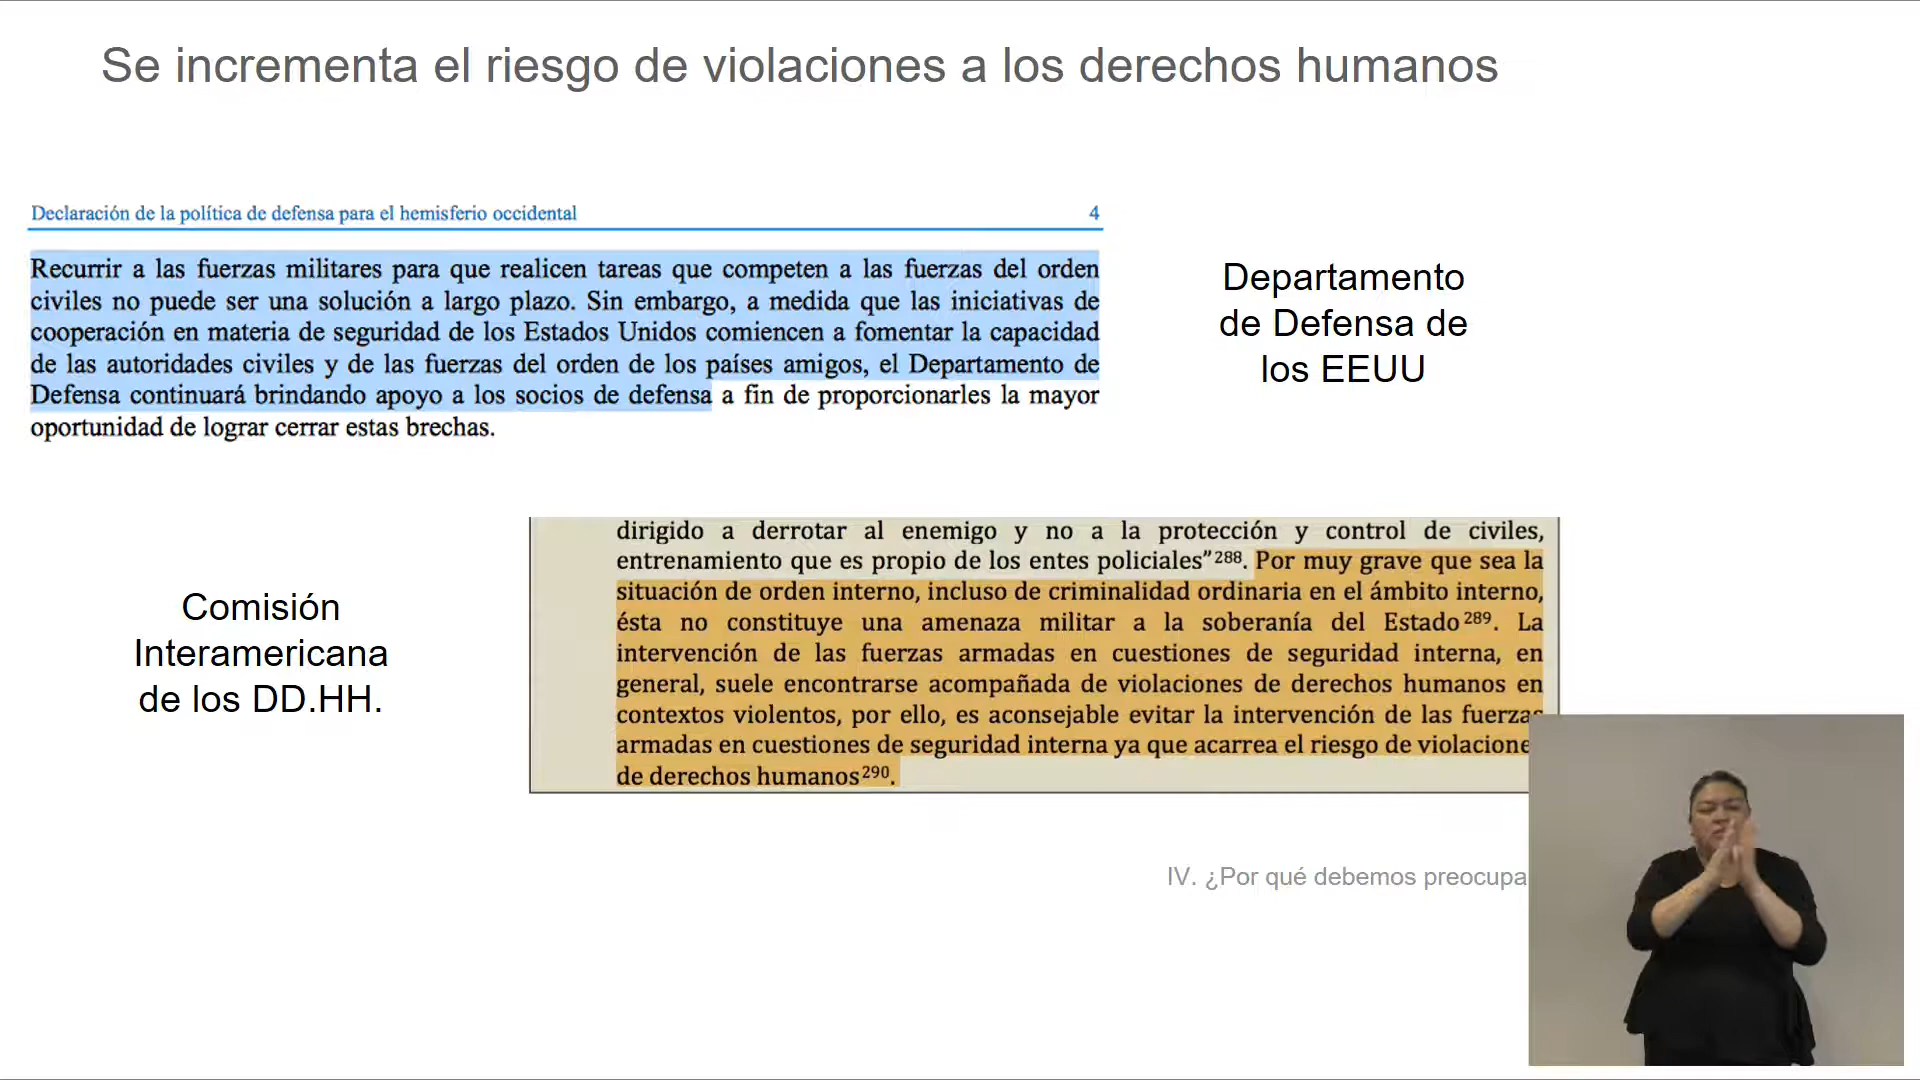 Se incrementa el riesgo de violaciones a los derechos humanos
Declaración de la política de defensa para el hemisferio occidental 4
Recurrir a las fuerzas militares para que realicen tareas que competen a las fuerzas del orden
civiles no puede ser una solución a largo plazo. Sin embargo, a medida que las iniciativas de
cooperación en materia de seguridad de los Estados Unidos comiencen a fomentar la capacidad
de las autoridades civiles y de las fuerzas del orden de los países amigos, el Departamento de
Defensa continuará brindando apoyo a los socios de defensa a fin de proporcionarles la mayor
oportunidad de lograr cerrar estas brechas.
Departamento
de Defensa de
los EEUU
Comisión
Interamericana
de los DD.HH.
dirigido a derrotar al enemigo y no a la protección y control de civiles,
entrenamiento que es propio de los entes policiales”288. Por muy grave que sea la
situación de orden interno, incluso de criminalidad ordinaria en el ámbito interno,
ésta no constituye una amenaza militar a la soberanía del Estado289. La
intervención de las fuerzas armadas en cuestiones de seguridad interna, en
general, suele encontrarse acompañada de violaciones de derechos humanos en
contextos violentos, por ello, es aconsejable evitar la intervención de las fuerzas
armadas en cuestiones de seguridad interna ya que acarrea el riesgo de violacione
de derechos humanos290.
IV. ¿Por qué debemos preocupa